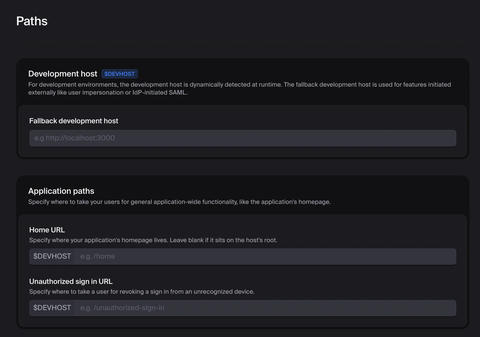 Paths
Development host $DEVHOST
For development environments, the development host is dynamically detected at runtime. The fallback development host is used for features initiated
externally like user impersonation or IdP-initiated SAML.
Fallback development host
e.g http://localhost:3000
Application paths
Specify where to take your users for general application-wide functionality, like the application's homepage.
Home URL
Specify where your application's homepage lives. Leave blank if it sits on the host's root.
$DEVHOST e.g. /home
Unauthorized sign in URL
Specify where to take a user for revoking a sign in from an unrecognized device.
$DEVHOST e.g. /unauthorized-sign-in